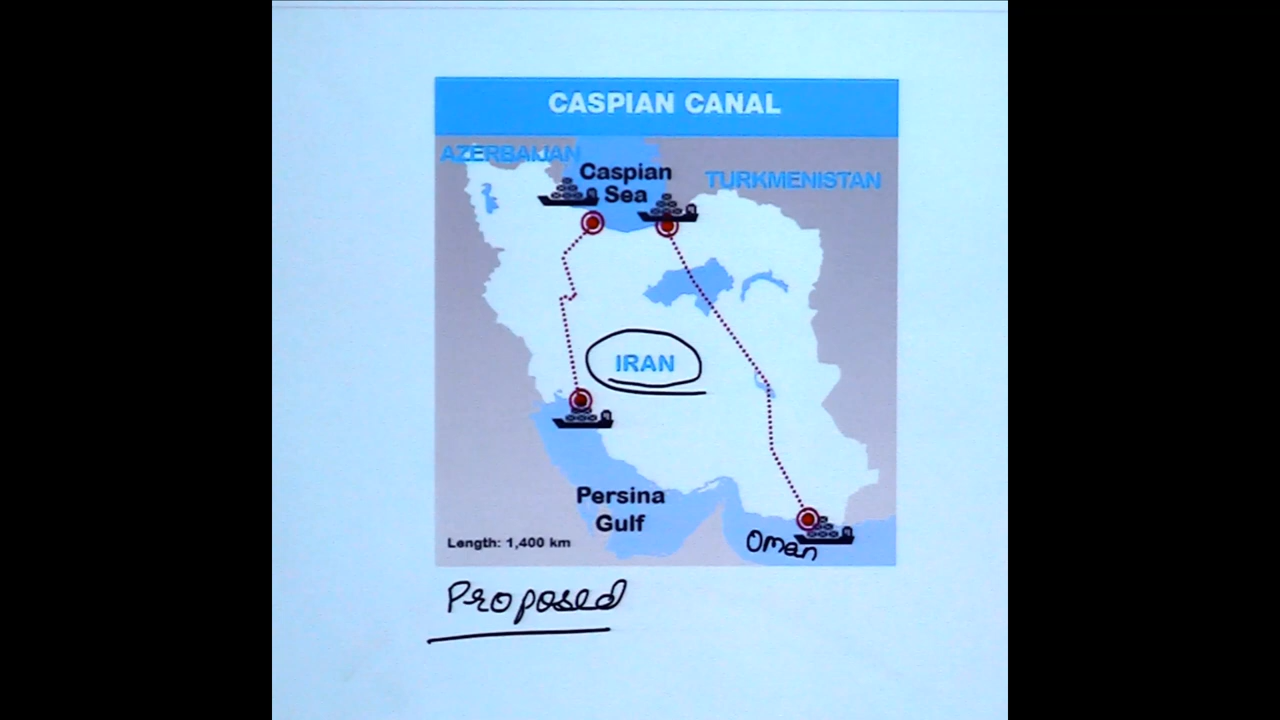 CASPIAN CANAL
AZERBAIJAN
Caspian
Sea
TURKMENISTAN
IRAN
Persina
Gulf
Oman
Length: 1,400 km
Proposed